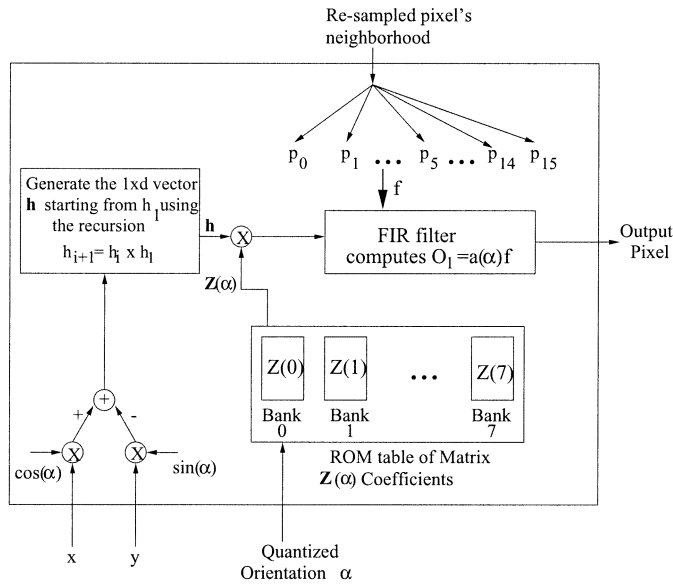 Re-sampled pixel's
neighborhood
p0 p1 ••• p5 ••• p14 p15
f
Generate the 1xd vector
h starting from h1 using
the recursion
hi+1= hi x hl
h
X
FIR filter
computes Ol =a(α)f
Output
Pixel
Z(α)
Z(0) Z(1) ••• Z(7)
Bank Bank Bank
0 1 7
+
+ -
X X
cos(α) sin(α)
ROM table of Matrix
Z(α) Coefficients
x y
Quantized
Orientation α